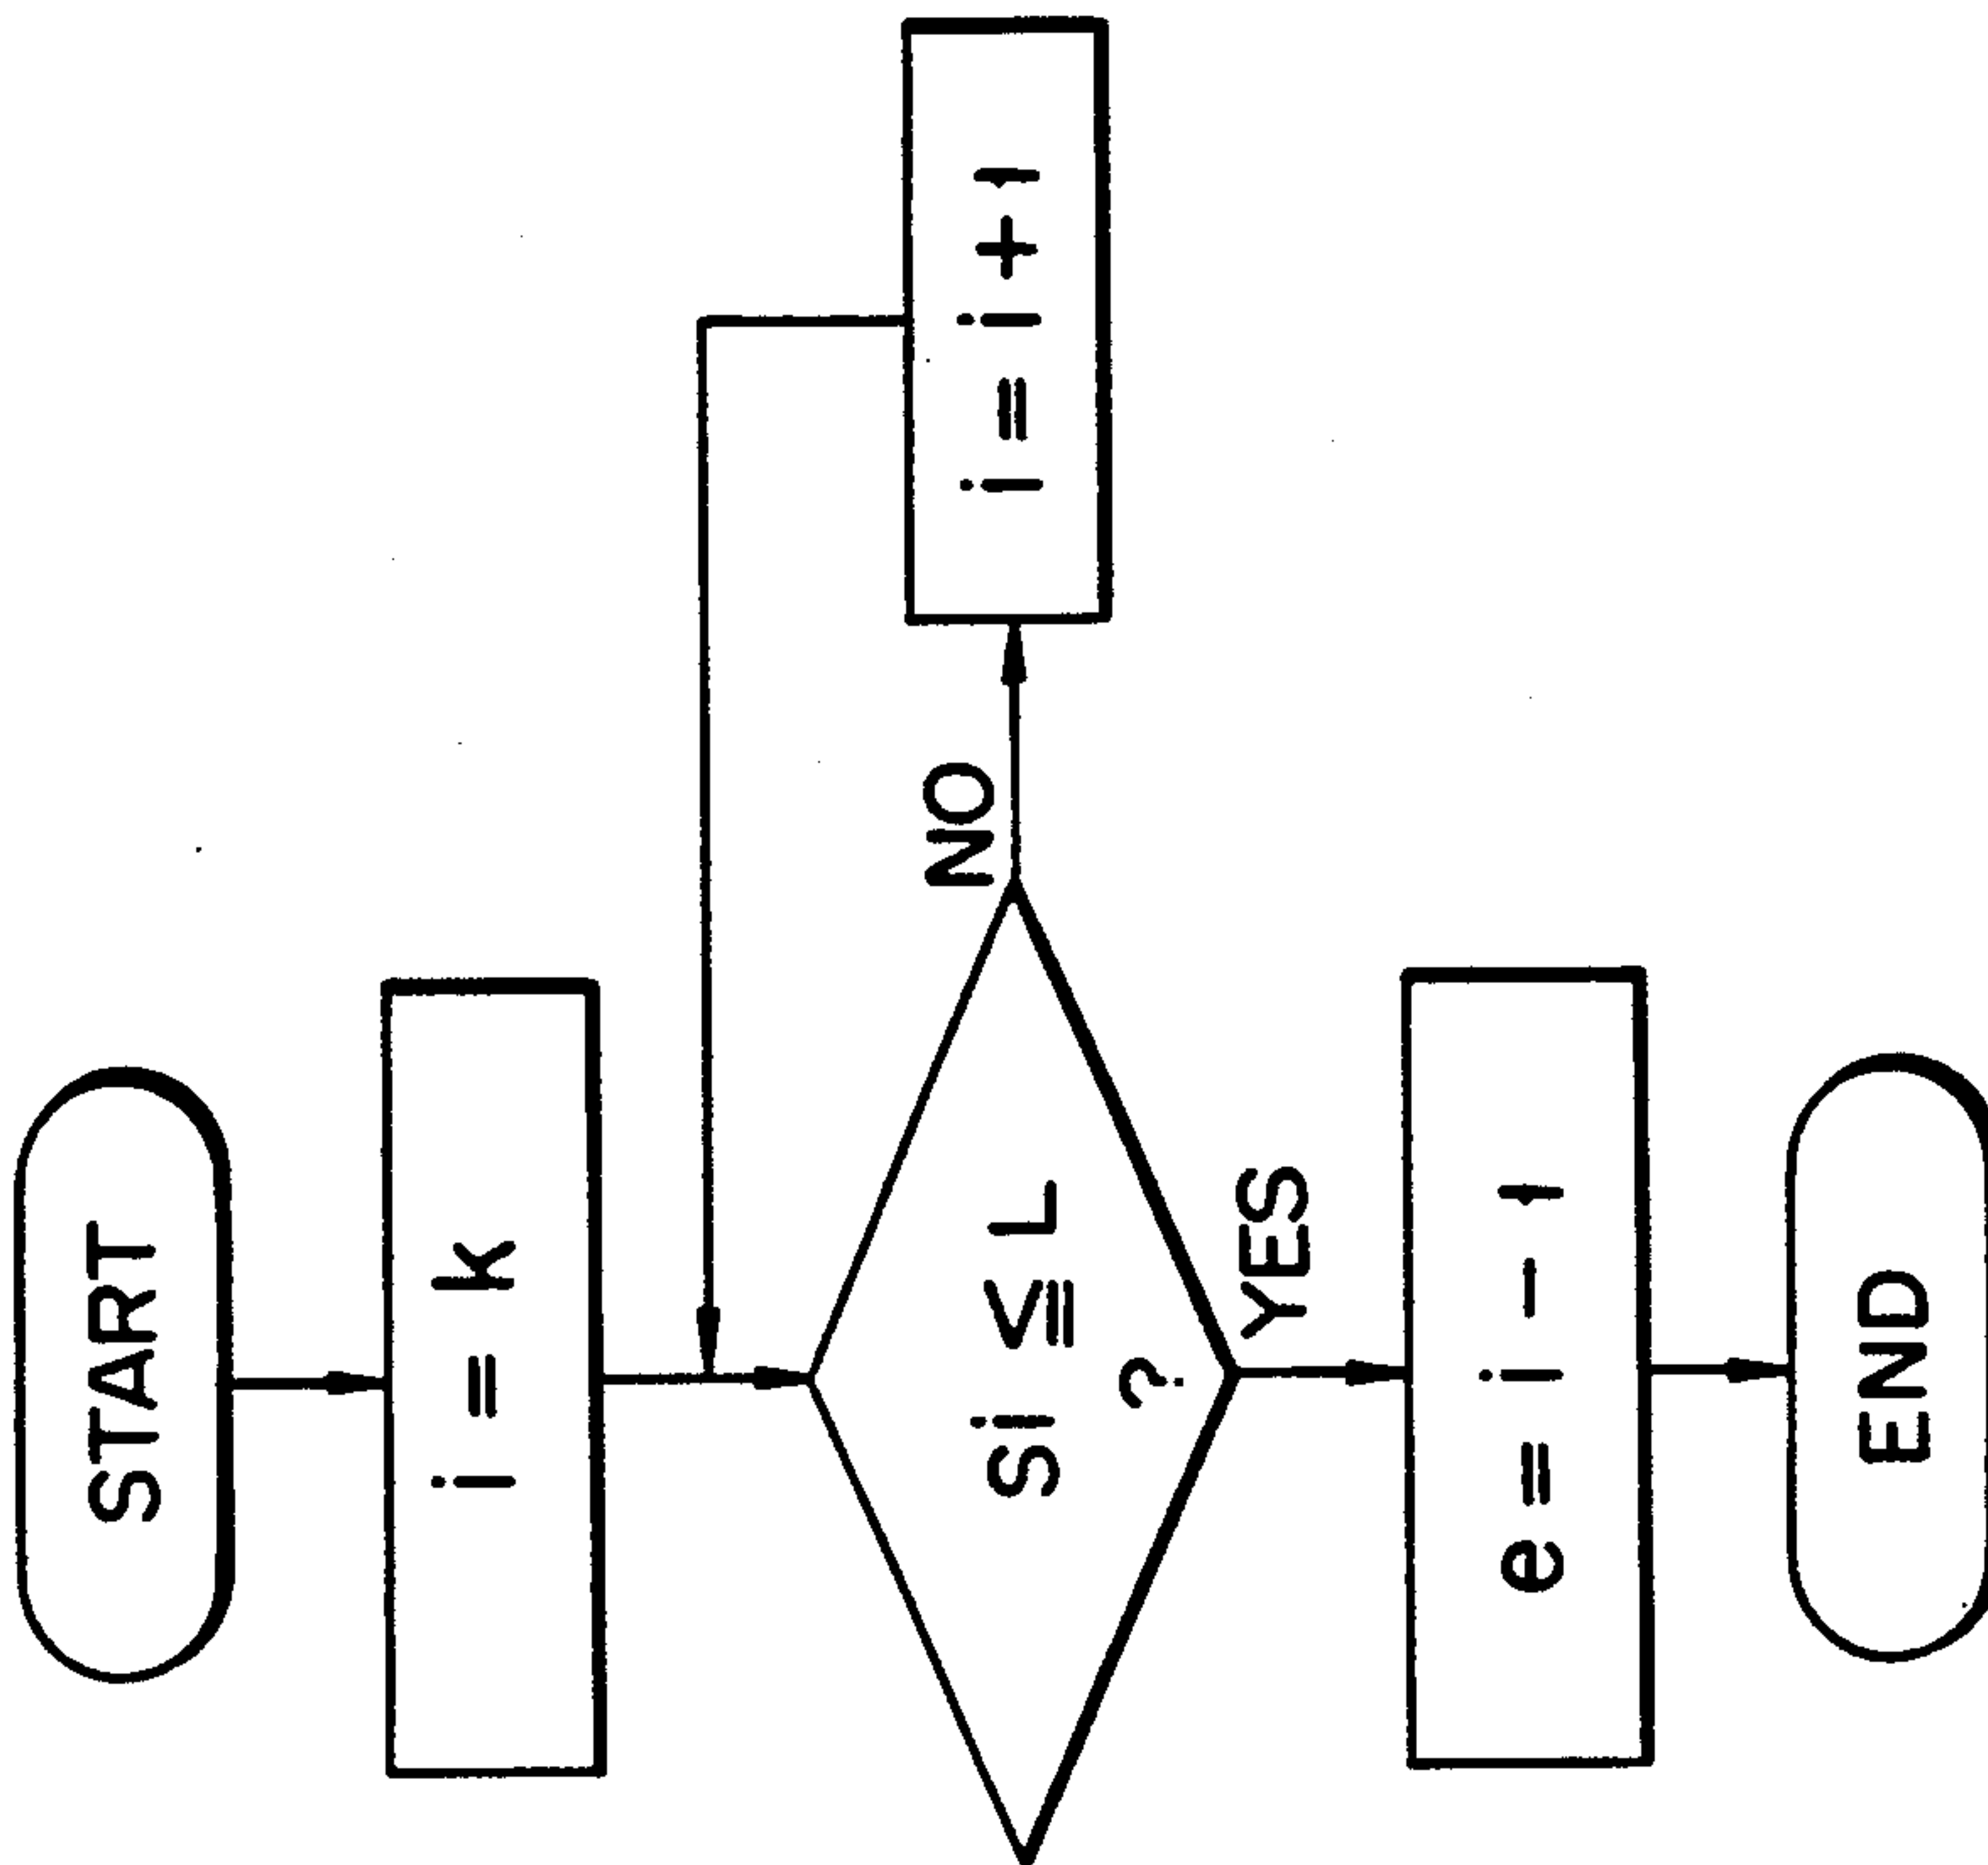 START
i = k
Si ≦ L
?
NO
i = i + 1
YES
e = i - 1
END